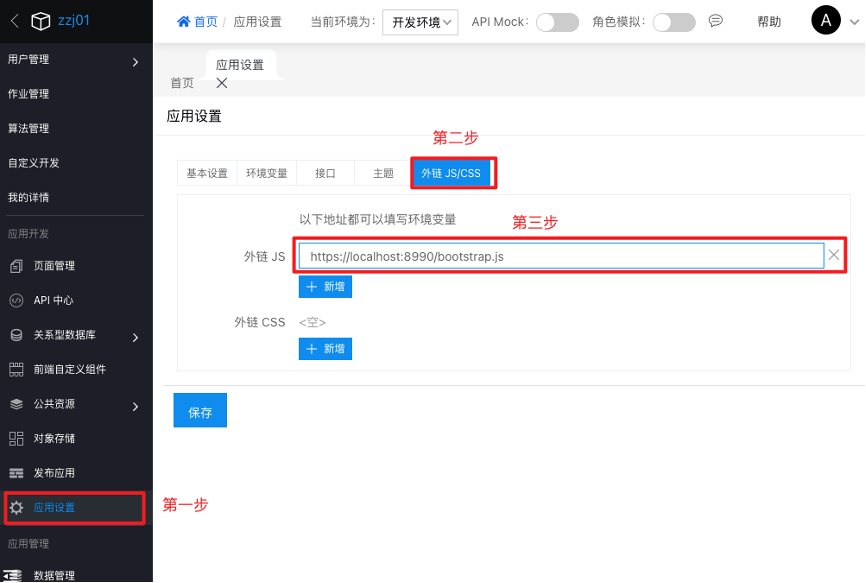 zzj01
首页 / 应用设置
当前环境为: 开发环境
API Mock:
角色模拟:
帮助
A
用户管理
作业管理
算法管理
自定义开发
我的详情
应用开发
页面管理
API 中心
关系型数据库
前端自定义组件
公共资源
对象存储
发布应用
应用设置
应用管理
数据管理
首页
应用设置
应用设置
第二步
基本设置
环境变量
接口
主题
外链 JS/CSS
以下地址都可以填写环境变量
第三步
外链 JS
https://localhost:8990/bootstrap.js
+ 新增
外链 CSS
<空>
+ 新增
保存
第一步